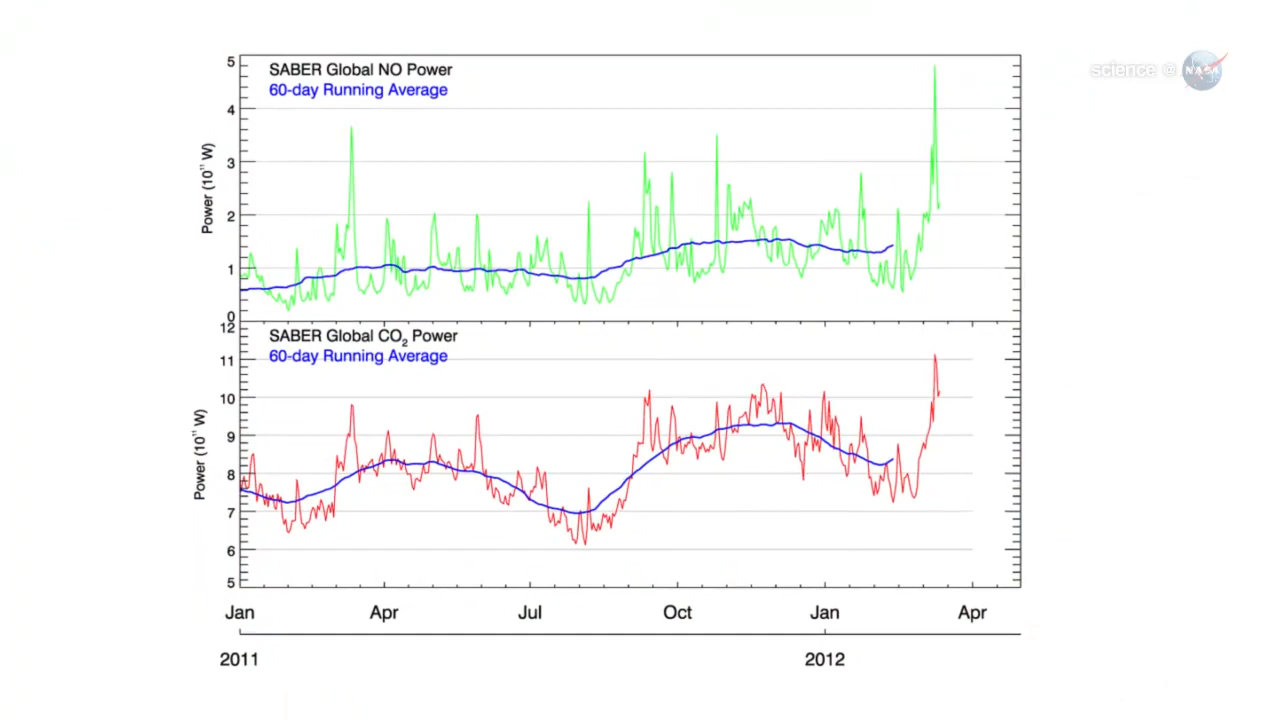 science @ NASA
SABER Global NO Power
60-day Running Average
5
4
3
2
1
0
Power (10¹¹ W)
SABER Global CO₂ Power
60-day Running Average
12
11
10
9
8
7
6
5
Power (10¹¹ W)
Jan Apr Jul Oct Jan Apr
2011 2012